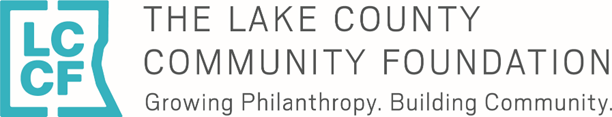 LC
CF
THE LAKE COUNTY
COMMUNITY FOUNDATION
Growing Philanthropy. Building Community.